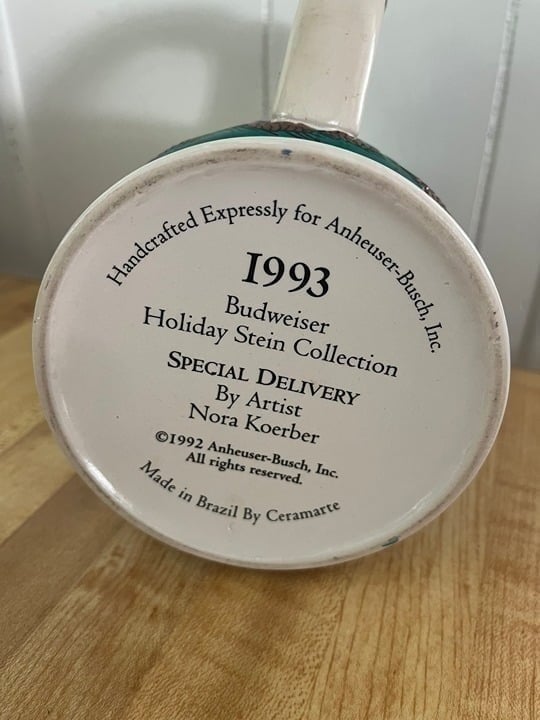 Handcrafted Expressly for Anheuser-Busch, Inc.
1993
Budweiser
Holiday Stein Collection
SPECIAL DELIVERY
By Artist
Nora Koerber
©1992 Anheuser-Busch, Inc.
All rights reserved.
Made in Brazil By Ceramarte